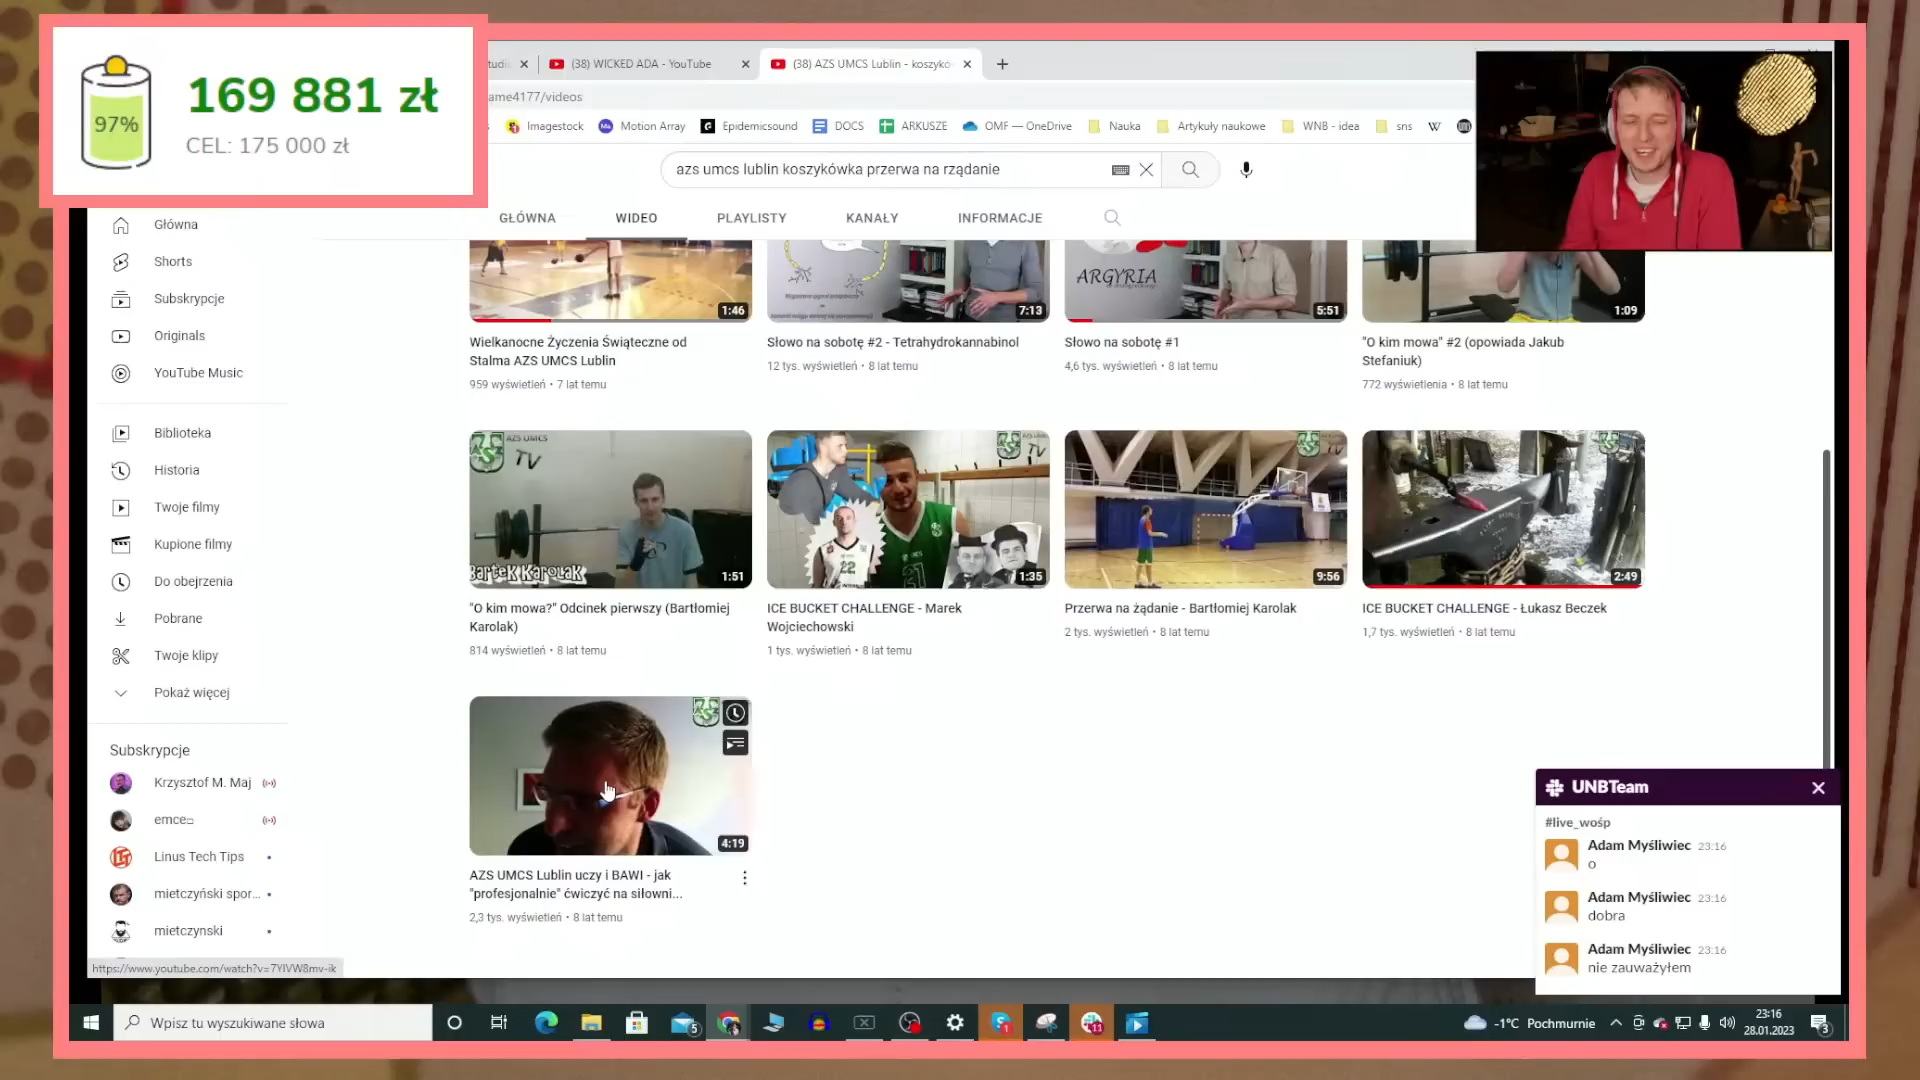 97%
169 881 zł
CEL: 175 000 zł
(38) WICKED ADA - YouTube
(38) AZS UMCS Lublin - koszykó
ame4177/videos
Imagestock
Motion Array
Epidemicsound
DOCS
ARKUSZE
OMF — OneDrive
Nauka
Artykuły naukowe
WNB - idea
sns
azs umcs lublin koszykówka przerwa na rządanie
GŁÓWNA
WIDEO
PLAYLISTY
KANAŁY
INFORMACJE
Główna
Shorts
Subskrypcje
Originals
YouTube Music
Biblioteka
Historia
Twoje filmy
Kupione filmy
Do obejrzenia
Pobrane
Twoje klipy
Pokaż więcej
Subskrypcje
Krzysztof M. Maj
emce
Linus Tech Tips
mietczyński spor...
mietczynski
1:46
Wielkanocne Życzenia Świąteczne od
Stalma AZS UMCS Lublin
959 wyświetleń • 7 lat temu
7:13
Słowo na sobotę #2 - Tetrahydrokannabinol
12 tys. wyświetleń • 8 lat temu
ARGYRIA
5:51
Słowo na sobotę #1
4,6 tys. wyświetleń • 8 lat temu
1:09
"O kim mowa" #2 (opowiada Jakub
Stefaniuk)
772 wyświetlenia • 8 lat temu
AZS UMCS
TV
BARTEK KAROLAK
1:51
"O kim mowa?" Odcinek pierwszy (Bartłomiej
Karolak)
814 wyświetleń • 8 lat temu
22
1:35
ICE BUCKET CHALLENGE - Marek
Wojciechowski
1 tys. wyświetleń • 8 lat temu
9:56
Przerwa na żądanie - Bartłomiej Karolak
2 tys. wyświetleń • 8 lat temu
2:49
ICE BUCKET CHALLENGE - Łukasz Beczek
1,7 tys. wyświetleń • 8 lat temu
4:19
AZS UMCS Lublin uczy i BAWI - jak
"profesjonalnie" ćwiczyć na siłowni...
2,3 tys. wyświetleń • 8 lat temu
UNBTeam
#live_wośp
Adam Myśliwiec 23:16
o
Adam Myśliwiec 23:16
dobra
Adam Myśliwiec 23:16
nie zauważyłem
https://www.youtube.com/watch?v=7YIVW8mv-ik
Wpisz tu wyszukiwane słowa
5
1
11
-1°C Pochmurnie
23:16
28.01.2023
3